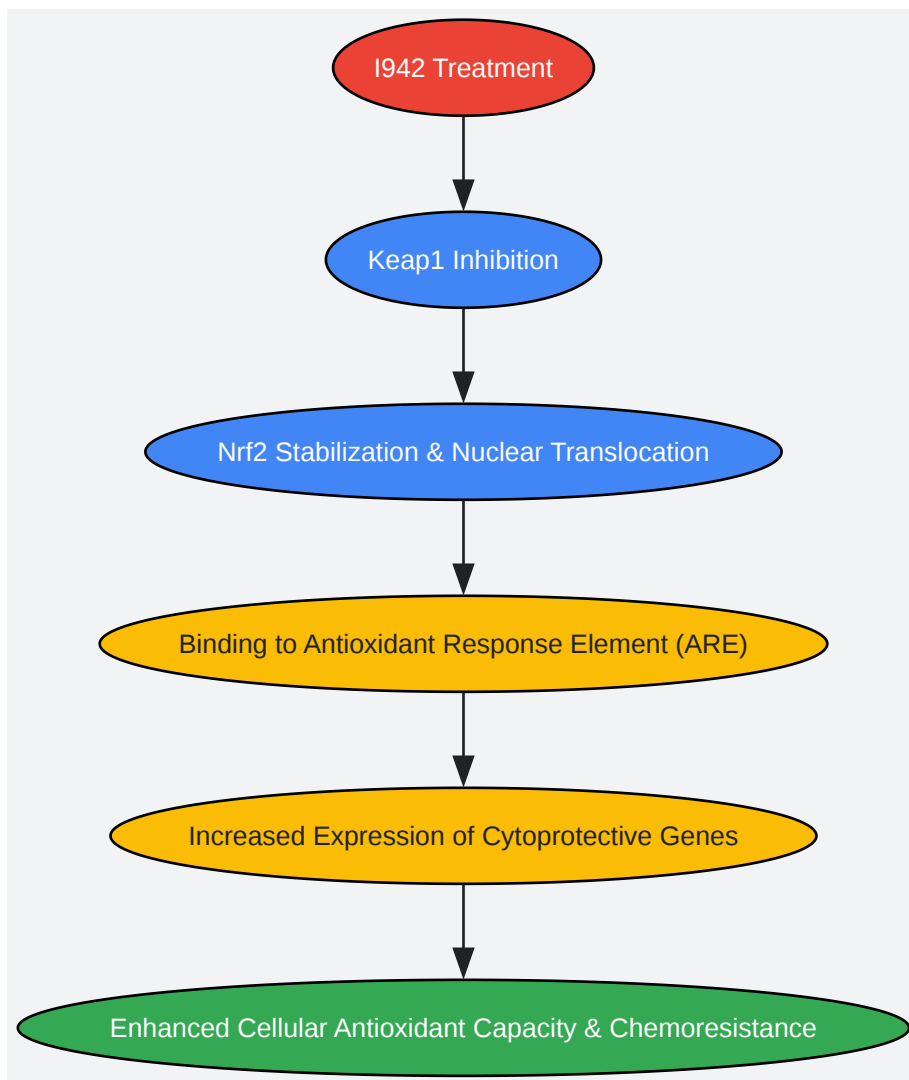 I942 Treatment
Keap1 Inhibition
Nrf2 Stabilization & Nuclear Translocation
Binding to Antioxidant Response Element (ARE)
Increased Expression of Cytoprotective Genes
Enhanced Cellular Antioxidant Capacity & Chemoresistance